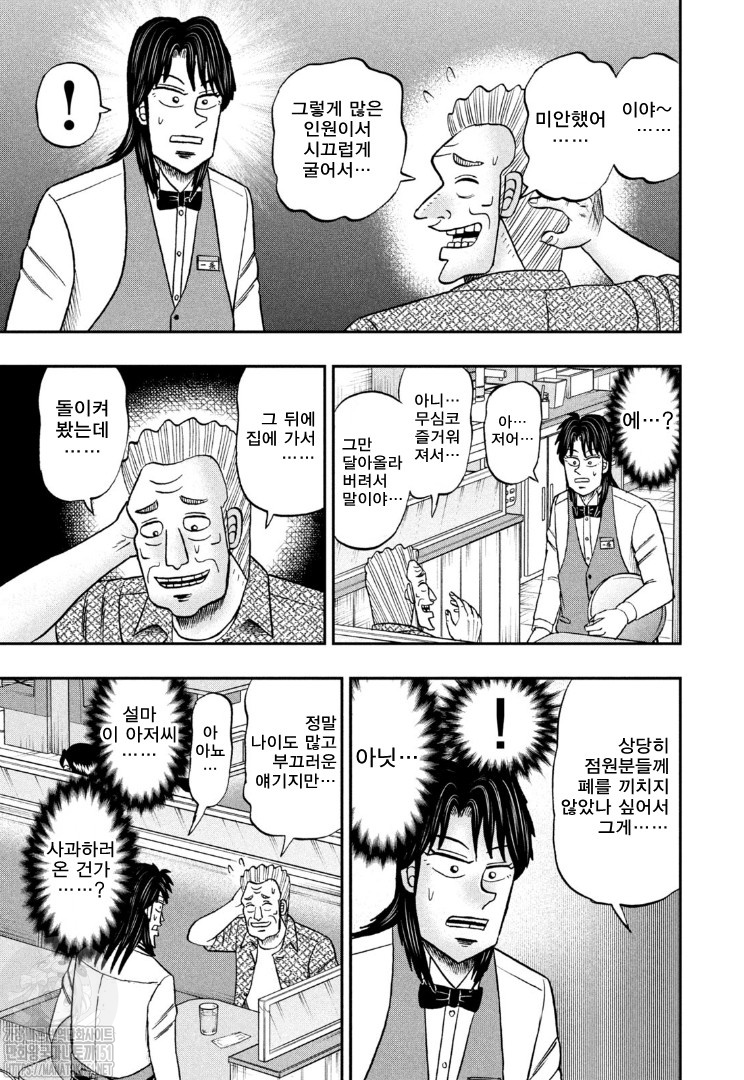 이야~
……
미안했어
……
그렇게 많은
인원이서
시끄럽게
굴어서…
!
에…?
아…
저어…
아니…
무심코
즐거워
져서…
그만
달아올라
버려서
말이야…
그 뒤에
집에 가서
……
돌이켜
봤는데
……
상당히
점원분들께
폐를 끼치지
않았나 싶어서
그게……
!
아닛…
정말
나이도 많고
부끄러운
얘기지만…
아
아뇨
…
설마
이 아저씨
……
사과하러
온 건가
……?